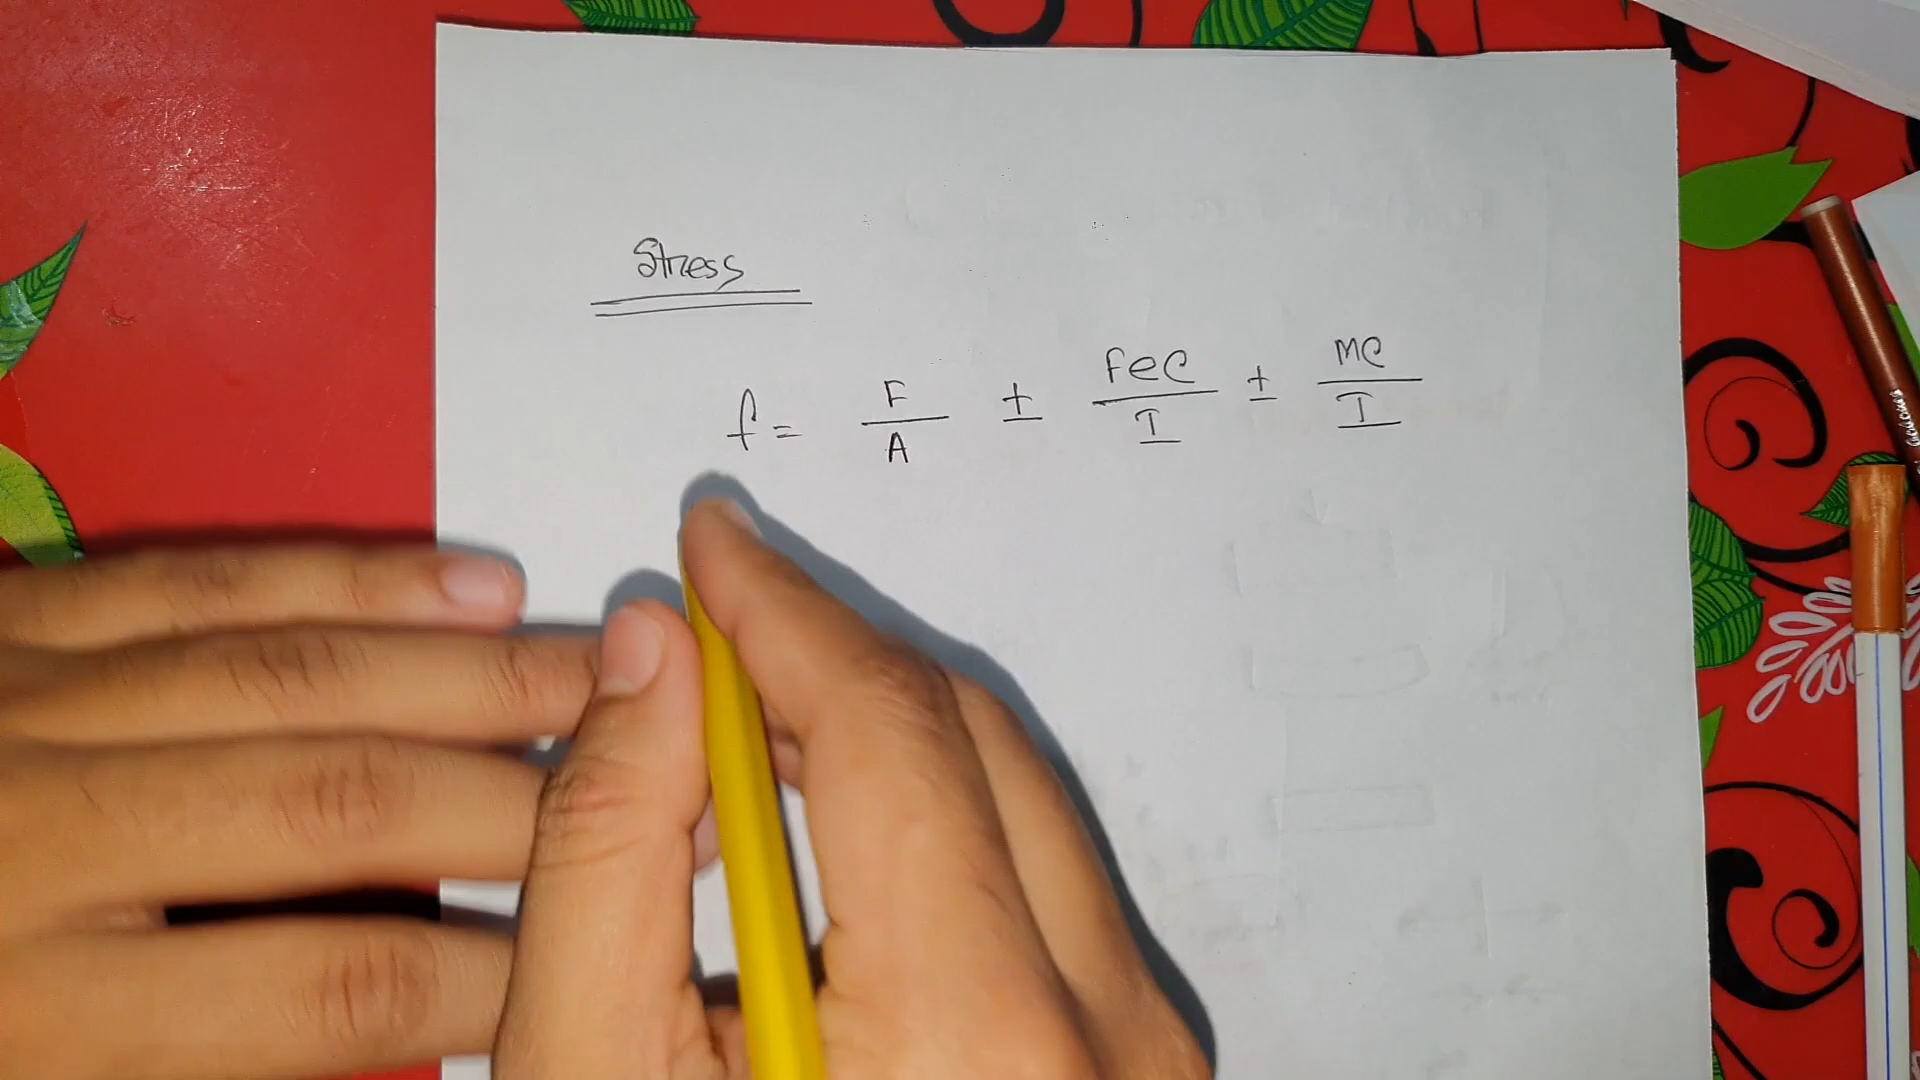 Stress
f = F/A ± Fec/I ± Mc/I